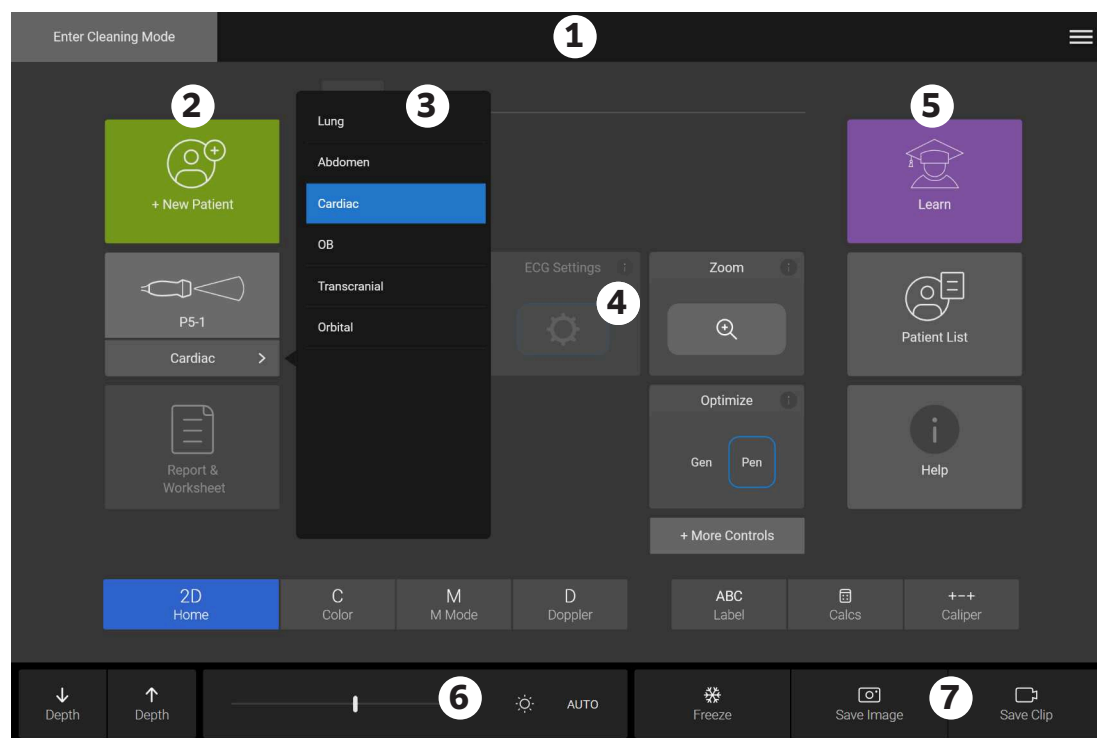 Enter Cleaning Mode
1
2
+ New Patient
P5-1
Cardiac >
Report &
Worksheet
3
Lung
Abdomen
Cardiac
OB
Transcranial
Orbital
ECG Settings i
4
Zoom i
Optimize i
Gen Pen
+ More Controls
5
Learn
Patient List
i
Help
2D
Home
C
Color
M
M Mode
D
Doppler
ABC
Label
Calcs
+--+
Caliper
Depth
Depth
6
AUTO
Freeze
Save Image
7
Save Clip